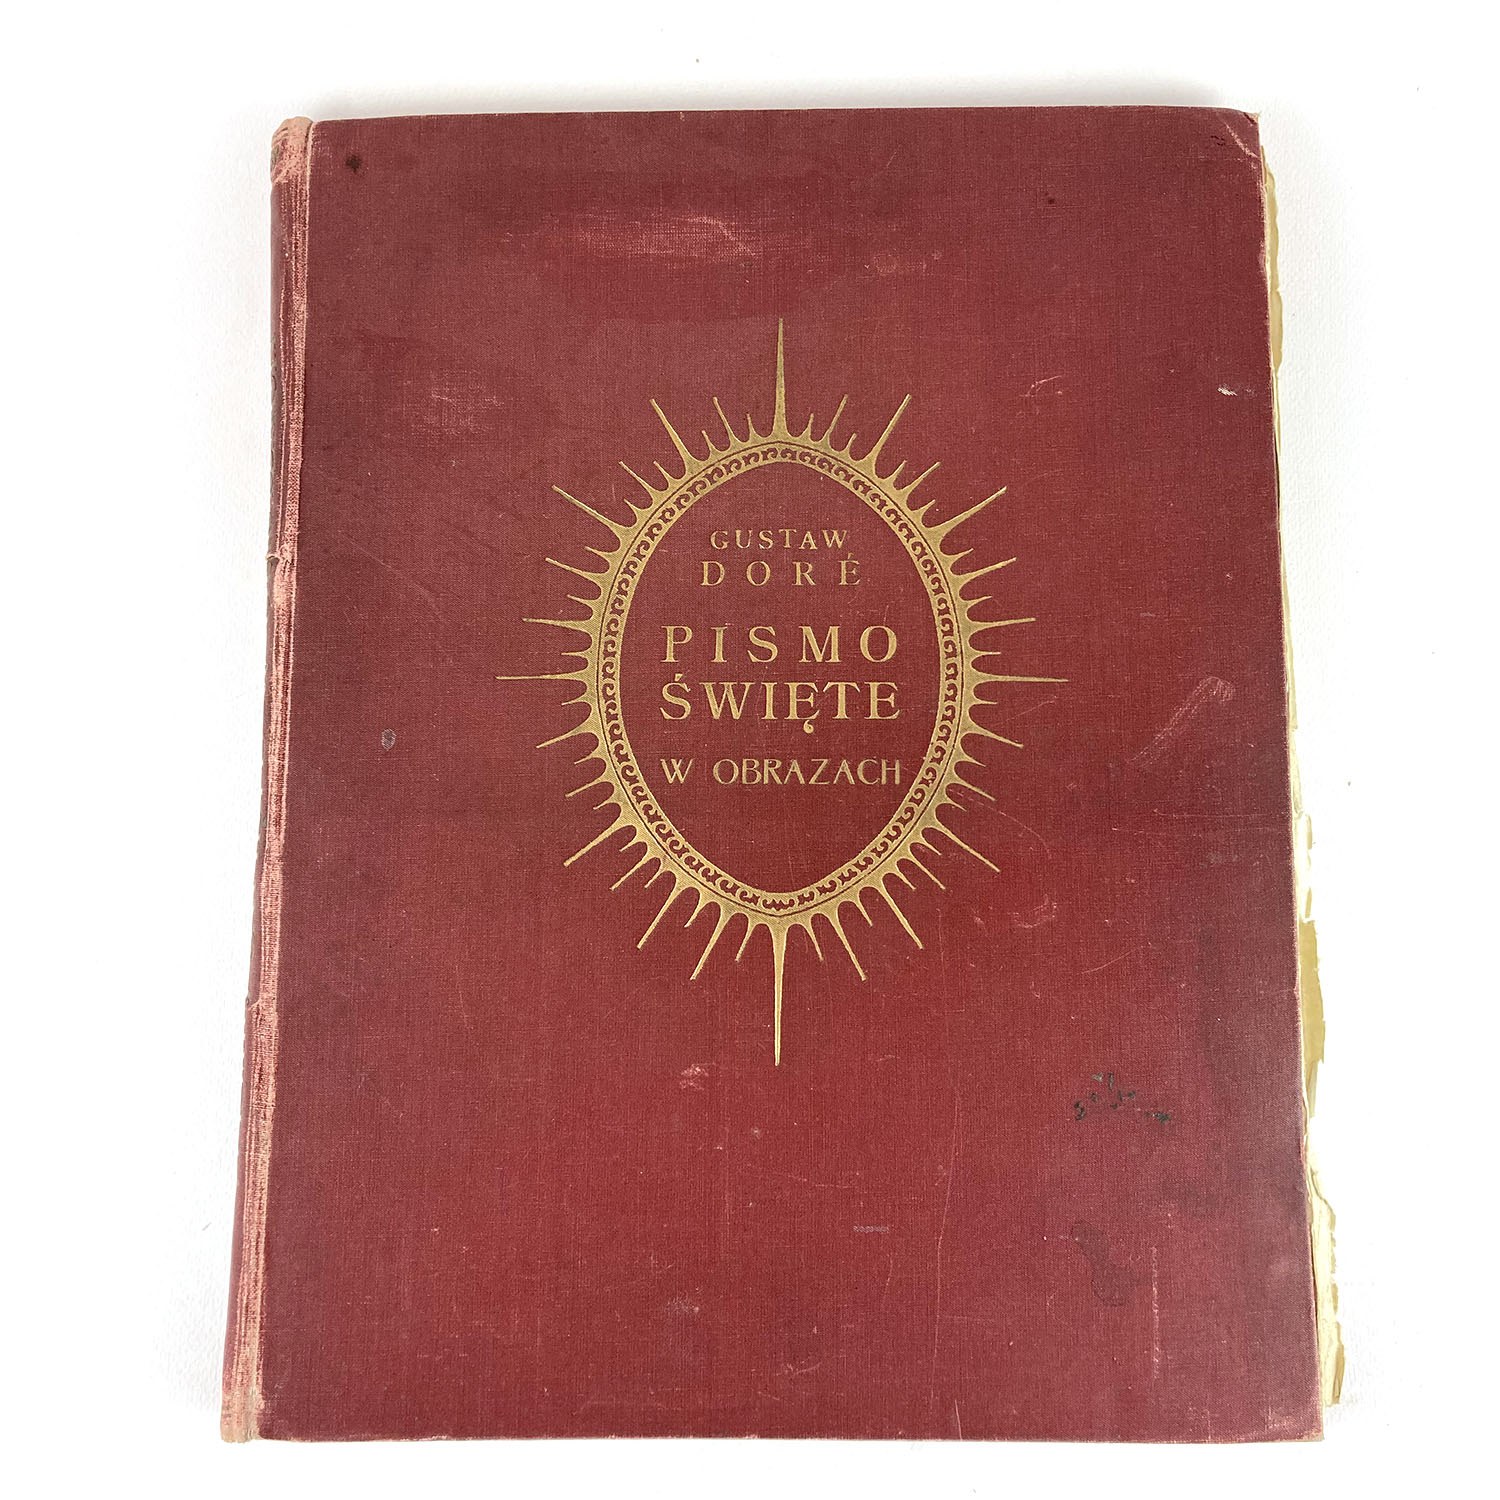 GUSTAW
DORÉ
PISMO
ŚWIĘTE
W OBRAZACH